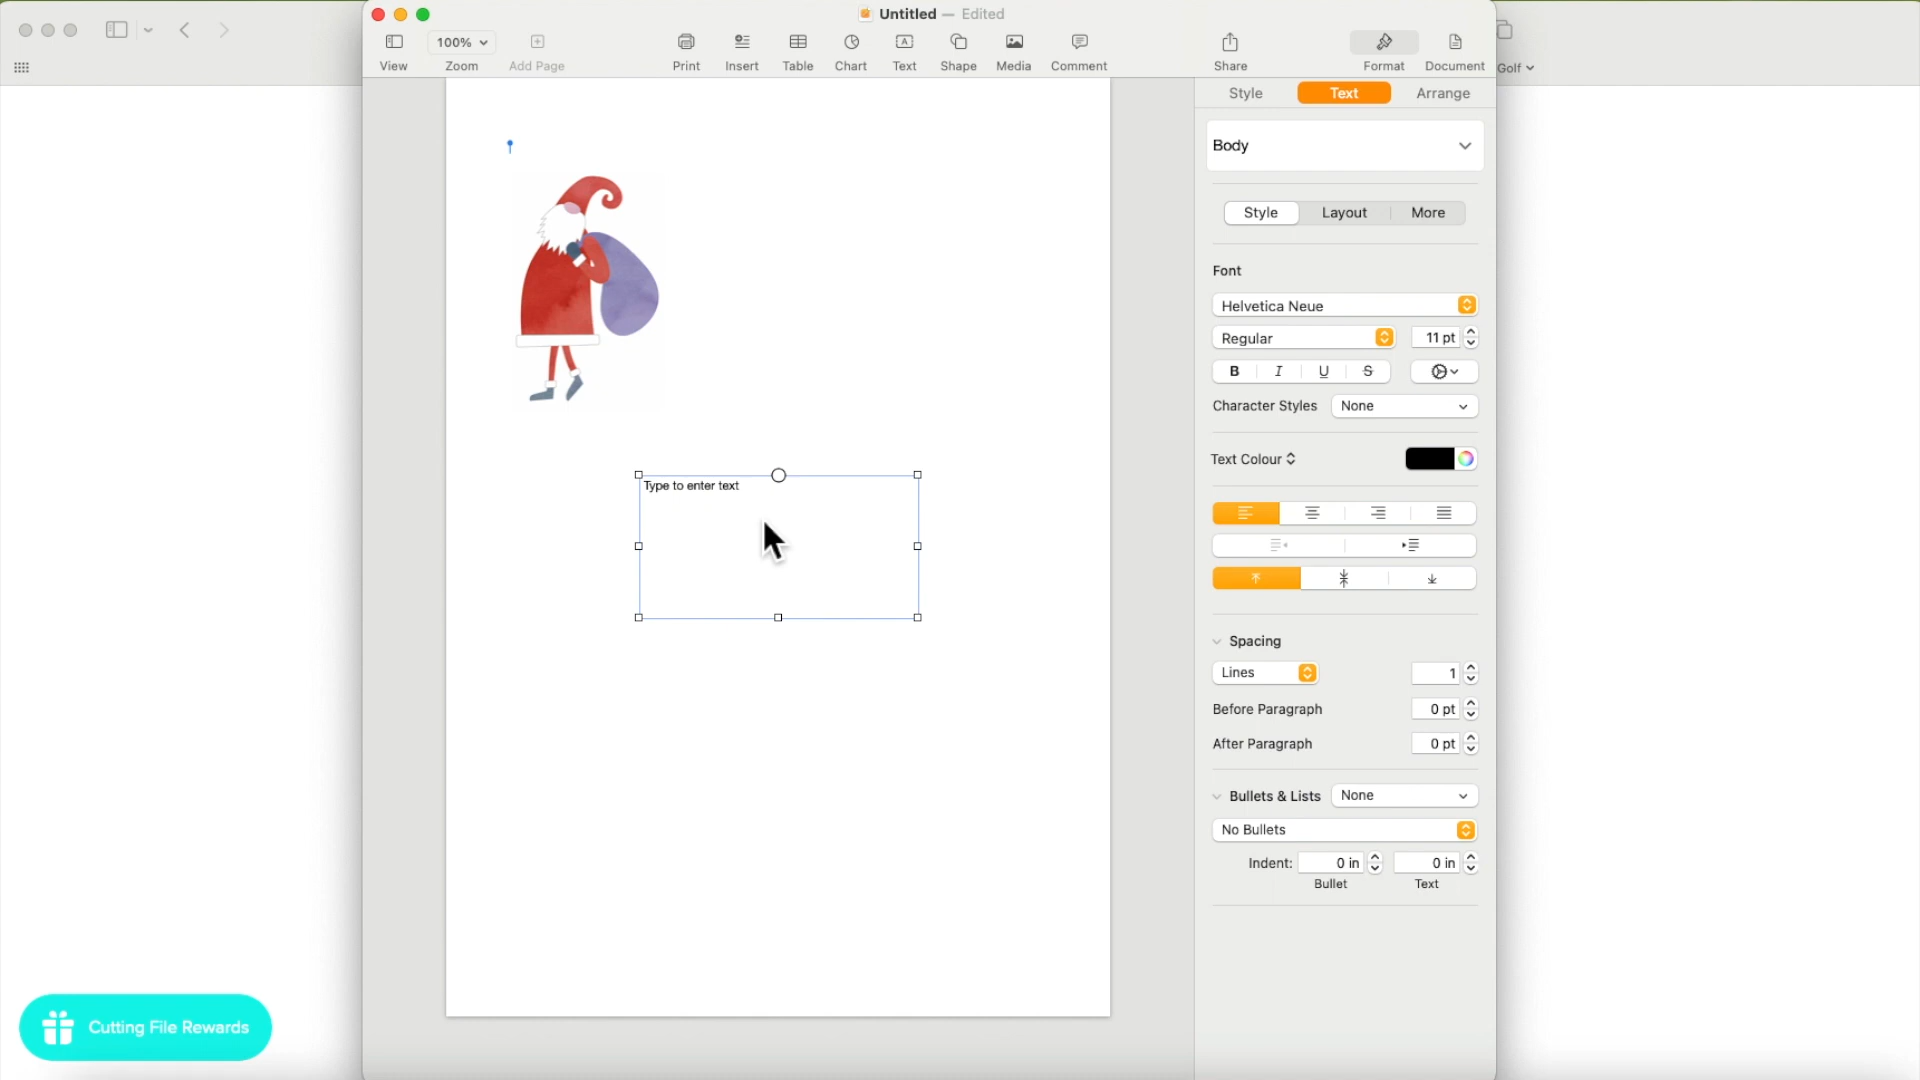 Untitled — Edited
View
100%
Zoom
Add Page
Print
Insert
Table
Chart
Text
Shape
Media
Comment
Share
Format
Document
Golf
Style
Text
Arrange
Body
Style
Layout
More
Font
Helvetica Neue
Regular
11 pt
B I U S
Character Styles None
Text Colour
Type to enter text
Spacing
Lines
1
Before Paragraph
0 pt
After Paragraph
0 pt
Bullets & Lists None
No Bullets
Indent: 0 in 0 in
Bullet Text
Cutting File Rewards